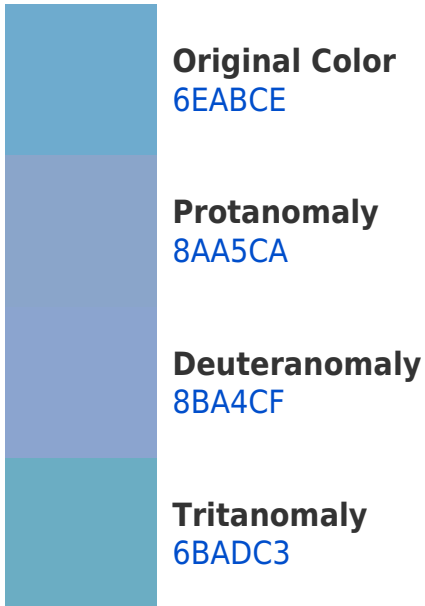 Original Color
6EABCE
Protanomaly
8AA5CA
Deuteranomaly
8BA4CF
Tritanomaly
6BADC3